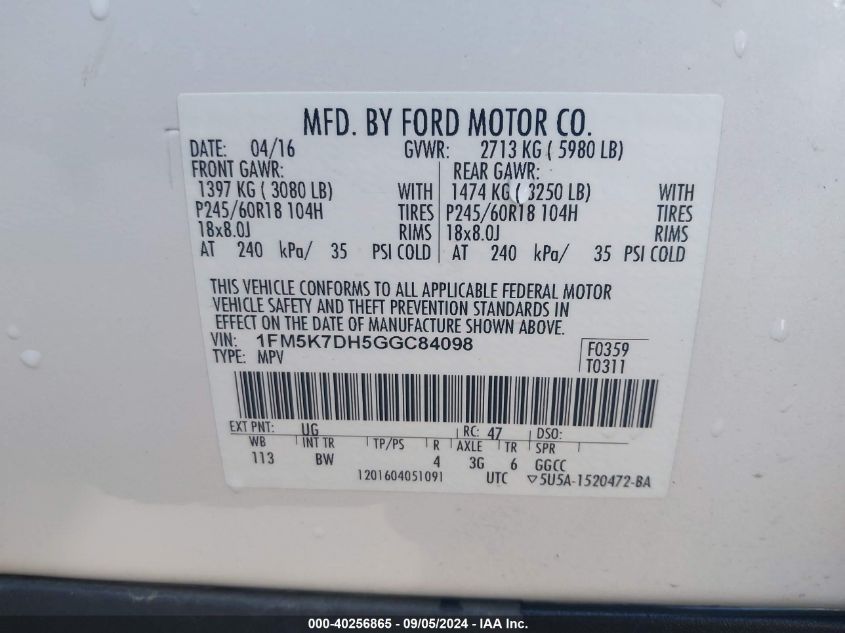 MFD. BY FORD MOTOR CO.
DATE: 04/16 GVWR: 2713 KG ( 5980 LB)
FRONT GAWR: REAR GAWR:
1397 KG ( 3080 LB) WITH 1474 KG ( 3250 LB) WITH
P245/60R18 104H TIRES P245/60R18 104H TIRES
18x8.0J RIMS 18x8.0J RIMS
AT 240 kPa/ 35 PSI COLD AT 240 kPa/ 35 PSI COLD
THIS VEHICLE CONFORMS TO ALL APPLICABLE FEDERAL MOTOR
VEHICLE SAFETY AND THEFT PREVENTION STANDARDS IN
EFFECT ON THE DATE OF MANUFACTURE SHOWN ABOVE.
VIN: 1FM5K7DH5GGC84098 F0359
TYPE: MPV T0311
EXT PNT: UG RC: 47 DSO:
WB INT TR TP/PS R AXLE TR SPR
113 BW 4 3G 6 GGCC
1201604051091 UTC ▽5U5A-1520472-BA
000-40256865 - 09/05/2024 - IAA Inc.